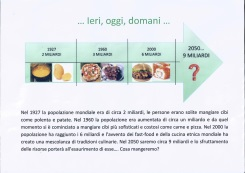 ... Ieri, oggi, domani ...
1927
2 MILIARDI
1960
3 MILIARDI
2000
6 MILIARDI
2050...
9 MILIARDI
?
Nel 1927 la popolazione mondiale era di circa 2 miliardi, le persone erano solite mangiare cibi
come polenta e patate. Nel 1960 la popolazione era aumentata di circa un miliardo e da quel
momento si è cominciato a mangiare cibi più sofisticati e costosi come carne e pizza. Nel 2000 la
popolazione ha raggiunto i 6 miliardi e l'avvento dei fast-food e della cucina etnica mondiale ha
creato una mescolanza di tradizioni culinarie. Nel 2050 saremo circa 9 miliardi e lo sfruttamento
delle risorse porterà all'esaurimento di esse.... Cosa mangeremo?